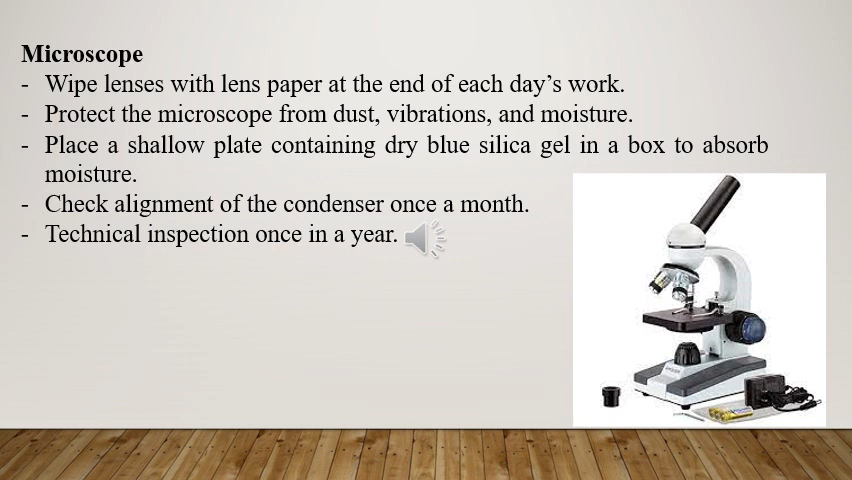 Microscope
- Wipe lenses with lens paper at the end of each day’s work.
- Protect the microscope from dust, vibrations, and moisture.
- Place a shallow plate containing dry blue silica gel in a box to absorb
moisture.
- Check alignment of the condenser once a month.
- Technical inspection once in a year.